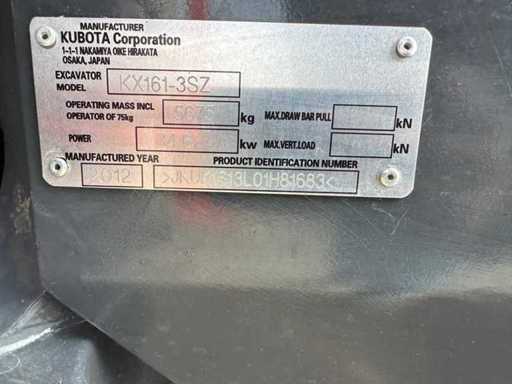 MANUFACTURER
KUBOTA Corporation
1-1-1 NAKAMIYA OIKE HIRAKATA
OSAKA, JAPAN
EXCAVATOR MODEL KX161-3SZ
OPERATING MASS INCL OPERATOR OF 75kg kg MAX.DRAW BAR PULL kN
POWER kw MAX.VERT.LOAD kN
MANUFACTURED YEAR PRODUCT IDENTIFICATION NUMBER
2012